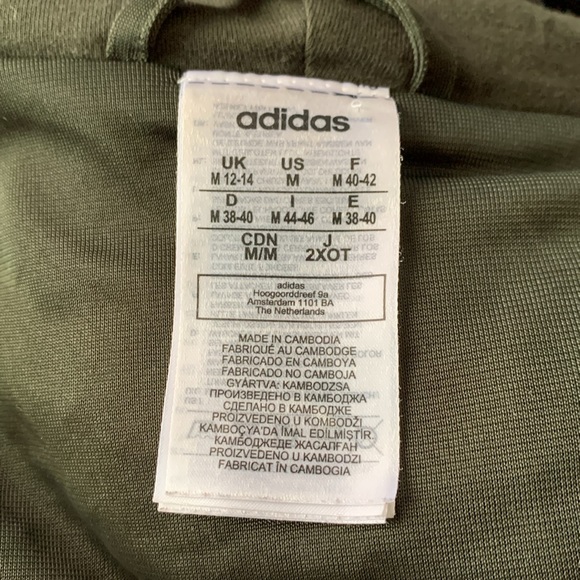 adidas
UK US F
M 12-14 M M 40-42
D I E
M 38-40 M 44-46 M 38-40
CDN J
M/M 2XOT
adidas
Hoogoorddreef 9a
Amsterdam 1101 BA
The Netherlands
MADE IN CAMBODIA
FABRIQUÉ AU CAMBODGE
FABRICADO EN CAMBOYA
FABRICADO NO CAMBOJA
GYÁRTVA: KAMBODZSA
ПРОИЗВЕДЕНО В КАМБОДЖА
СДЕЛАНО В КАМБОДЖЕ
PROIZVEDENO U KOMBODŽI
KAMBOÇYA'DA İMAL EDİLMİŞTİR
КАМБОДЖЕДЕ ЖАСАЛҒАН
PROIZVEDENO U KAMBODŽI
FABRICAT ÎN CAMBOGIA